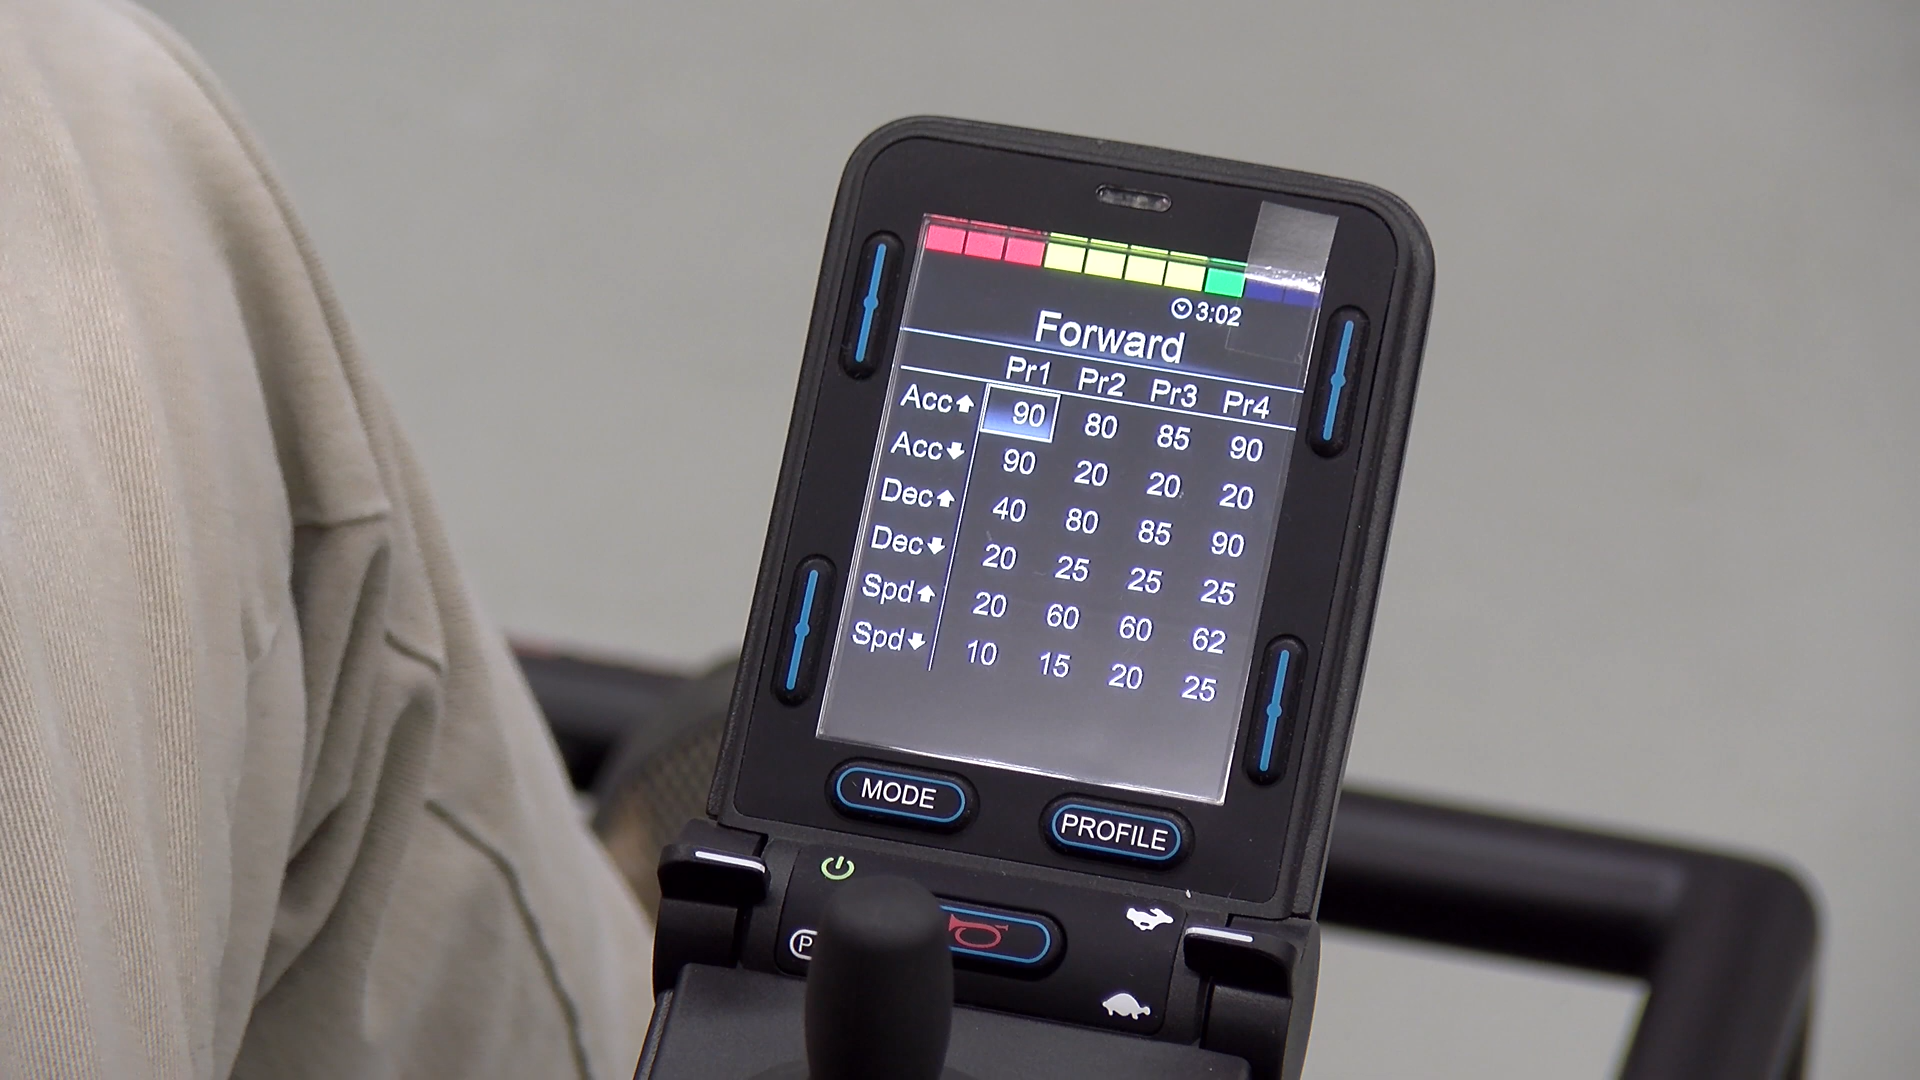 3:02
Forward
Pr1 Pr2 Pr3 Pr4
Acc 90 80 85 90
Acc 90 20 20 20
Dec 40 80 85 90
Dec 20 25 25 25
Spd 20 60 60 62
Spd 10 15 20 25
MODE PROFILE
P